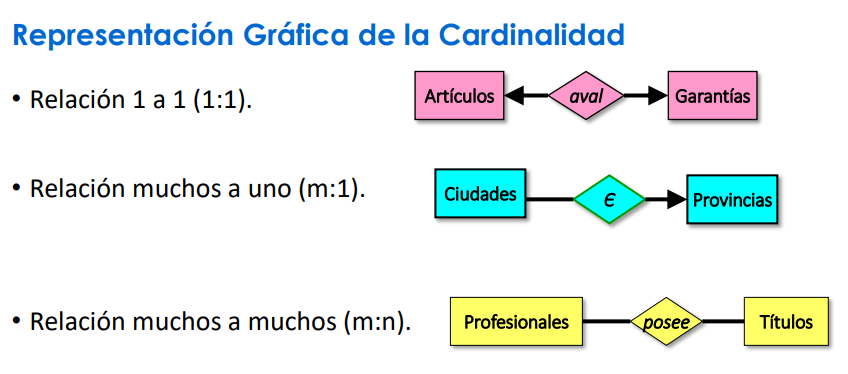 Representación Gráfica de la Cardinalidad
• Relación 1 a 1 (1:1).
Artículos aval Garantías
• Relación muchos a uno (m:1).
Ciudades Є Provincias
• Relación muchos a muchos (m:n).
Profesionales posee Títulos